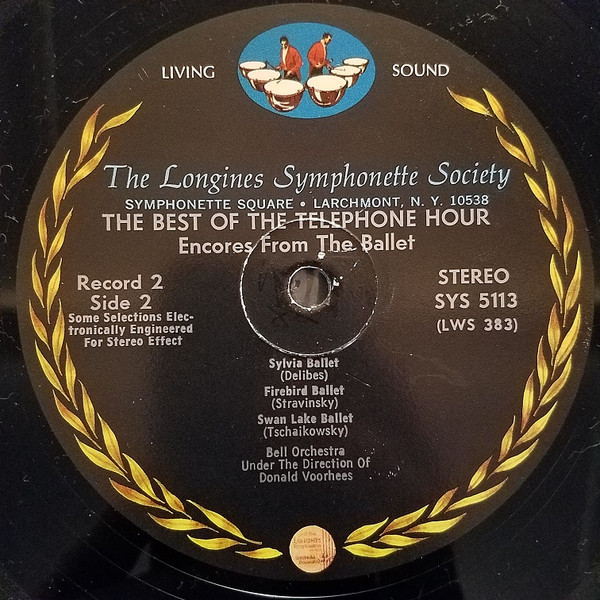 LIVING SOUND
The Longines Symphonette Society
SYMPHONETTE SQUARE • LARCHMONT, N. Y. 10538
THE BEST OF THE TELEPHONE HOUR
Encores From The Ballet
Record 2
Side 2
Some Selections Elec-
tronically Engineered
For Stereo Effect
STEREO
SYS 5113
(LWS 383)
Sylvia Ballet
(Delibes)
Firebird Ballet
(Stravinsky)
Swan Lake Ballet
(Tschaikowsky)
Bell Orchestra
Under The Direction Of
Donald Voorhees